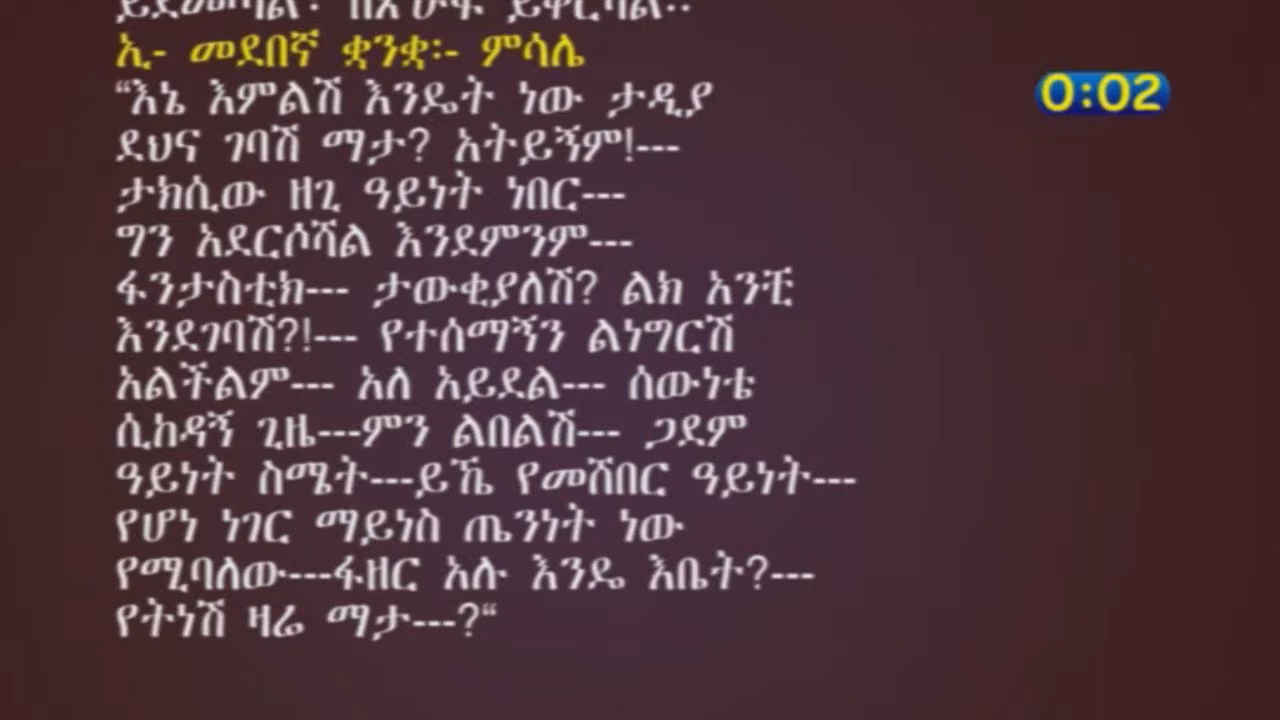 ኢ- መደበኛ ቋንቋ፡- ምሳሌ
“እኔ እምልሽ እንዴት ነው ታዲያ
0:02
ደህና ገባሽ ማታ? አትይኝም!---
ታክሲው ዘጊ ዓይነት ነበር---
ግን አደርሶሻል እንደምንም---
ፋንታስቲክ--- ታውቂያለሽ? ልክ አንቺ
እንደገባሽ?!--- የተሰማኝን ልነግርሽ
አልችልም--- አለ አይደል--- ሰውነቴ
ሲከዳኝ ጊዜ---ምን ልበልሽ--- ጋደም
ዓይነት ስሜት---ይኼ የመሸበር ዓይነት---
የሆነ ነገር ማይነስ ጤንነት ነው
የሚባለው---ፋዘር አሉ እንዴ እቤት?---
የትነሽ ዛሬ ማታ---?“